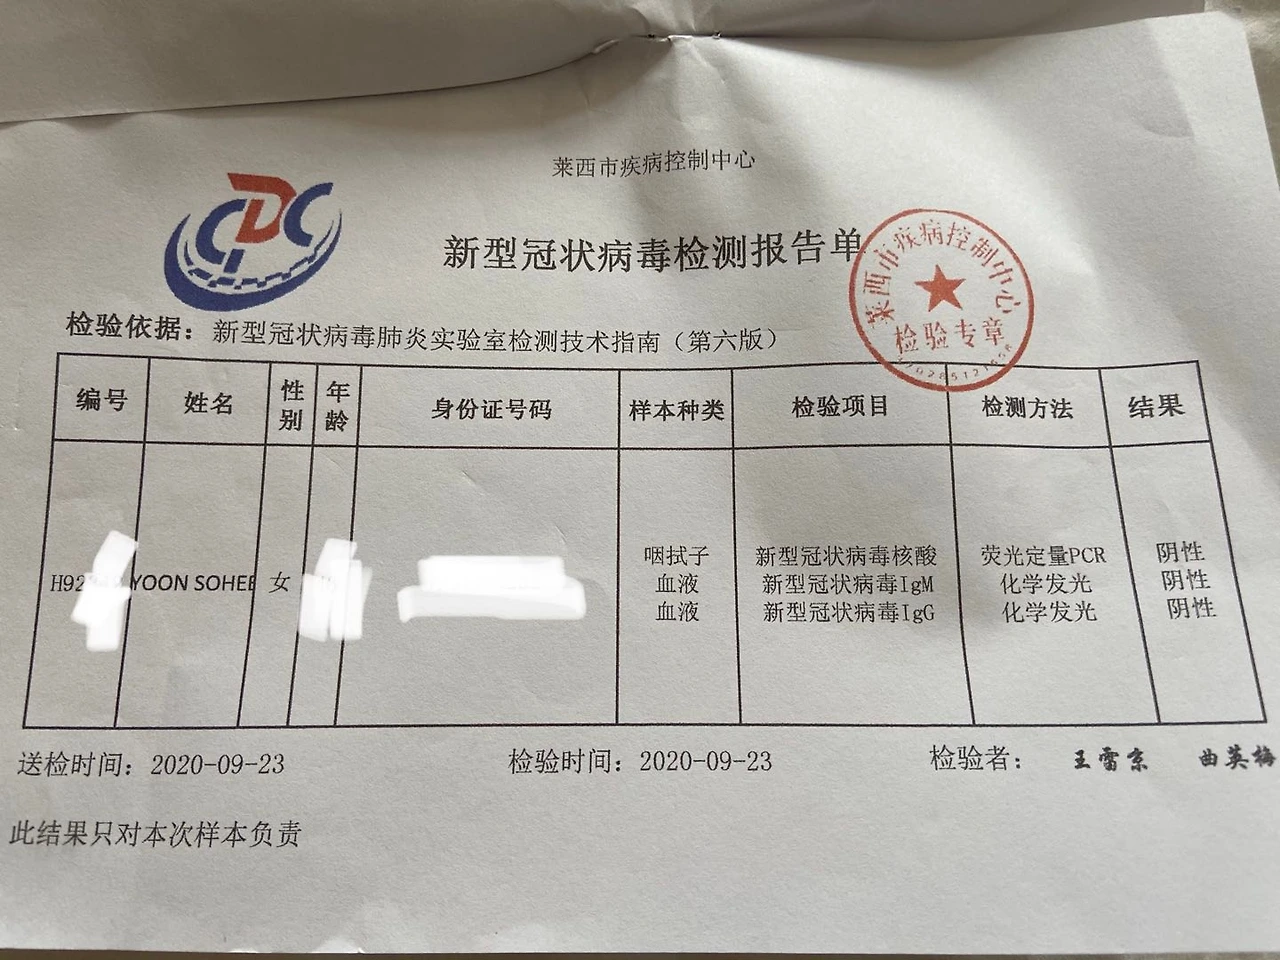 莱西市疾病控制中心
CDC
新型冠状病毒检测报告单
莱西市疾病控制中心
检验专章
检验依据：新型冠状病毒肺炎实验室检测技术指南（第六版）
编号 姓名 性别 年龄 身份证号码 样本种类 检验项目 检测方法 结果
咽拭子 新型冠状病毒核酸 荧光定量PCR 阴性
H92 YOON SOHEE 女 血液 新型冠状病毒IgM 化学发光 阴性
血液 新型冠状病毒IgG 化学发光 阴性
送检时间：2020-09-23 检验时间：2020-09-23 检验者： 王雷东 曲英梅
此结果只对本次样本负责